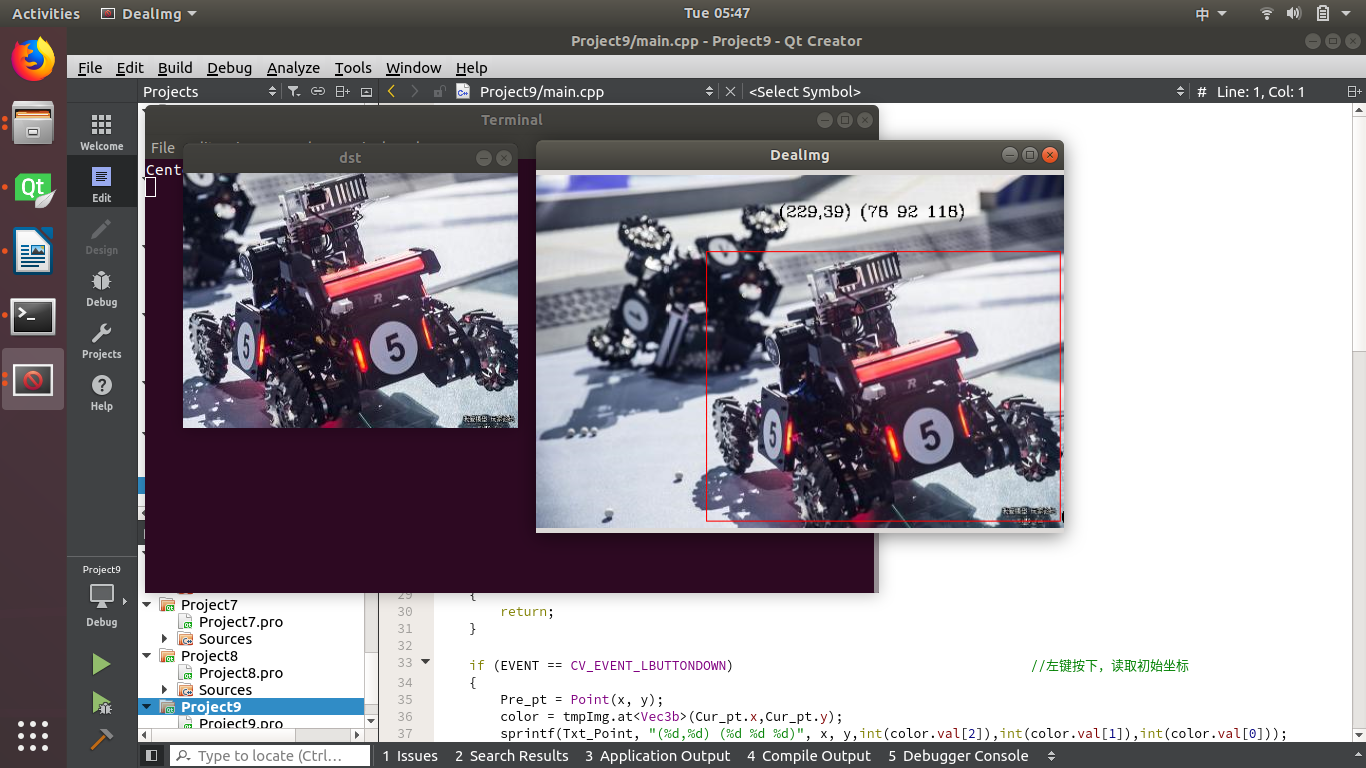 Activities DealImg Tue 05:47 中
Project9/main.cpp - Project9 - Qt Creator
File Edit Build Debug Analyze Tools Window Help
Projects Project9/main.cpp <Select Symbol> # Line: 1, Col: 1
Terminal
File
Cent
dst
5
5
DealImg
(229,39) (76 92 116)
R
5
5
Welcome
Edit
Design
Debug
Projects
Help
Project9
Debug
Project7
Project7.pro
Sources
Project8
Project8.pro
Sources
Project9
Project9.pro
29 {
30 return;
31 }
32
33 if (EVENT == CV_EVENT_LBUTTONDOWN) //左键按下，读取初始坐标
34 {
35 Pre_pt = Point(x, y);
36 color = tmpImg.at<Vec3b>(Cur_pt.x,Cur_pt.y);
37 sprintf(Txt_Point, "(%d,%d) (%d %d %d)", x, y,int(color.val[2]),int(color.val[1]),int(color.val[0]));
Type to locate (Ctrl... 1 Issues 2 Search Results 3 Application Output 4 Compile Output 5 Debugger Console